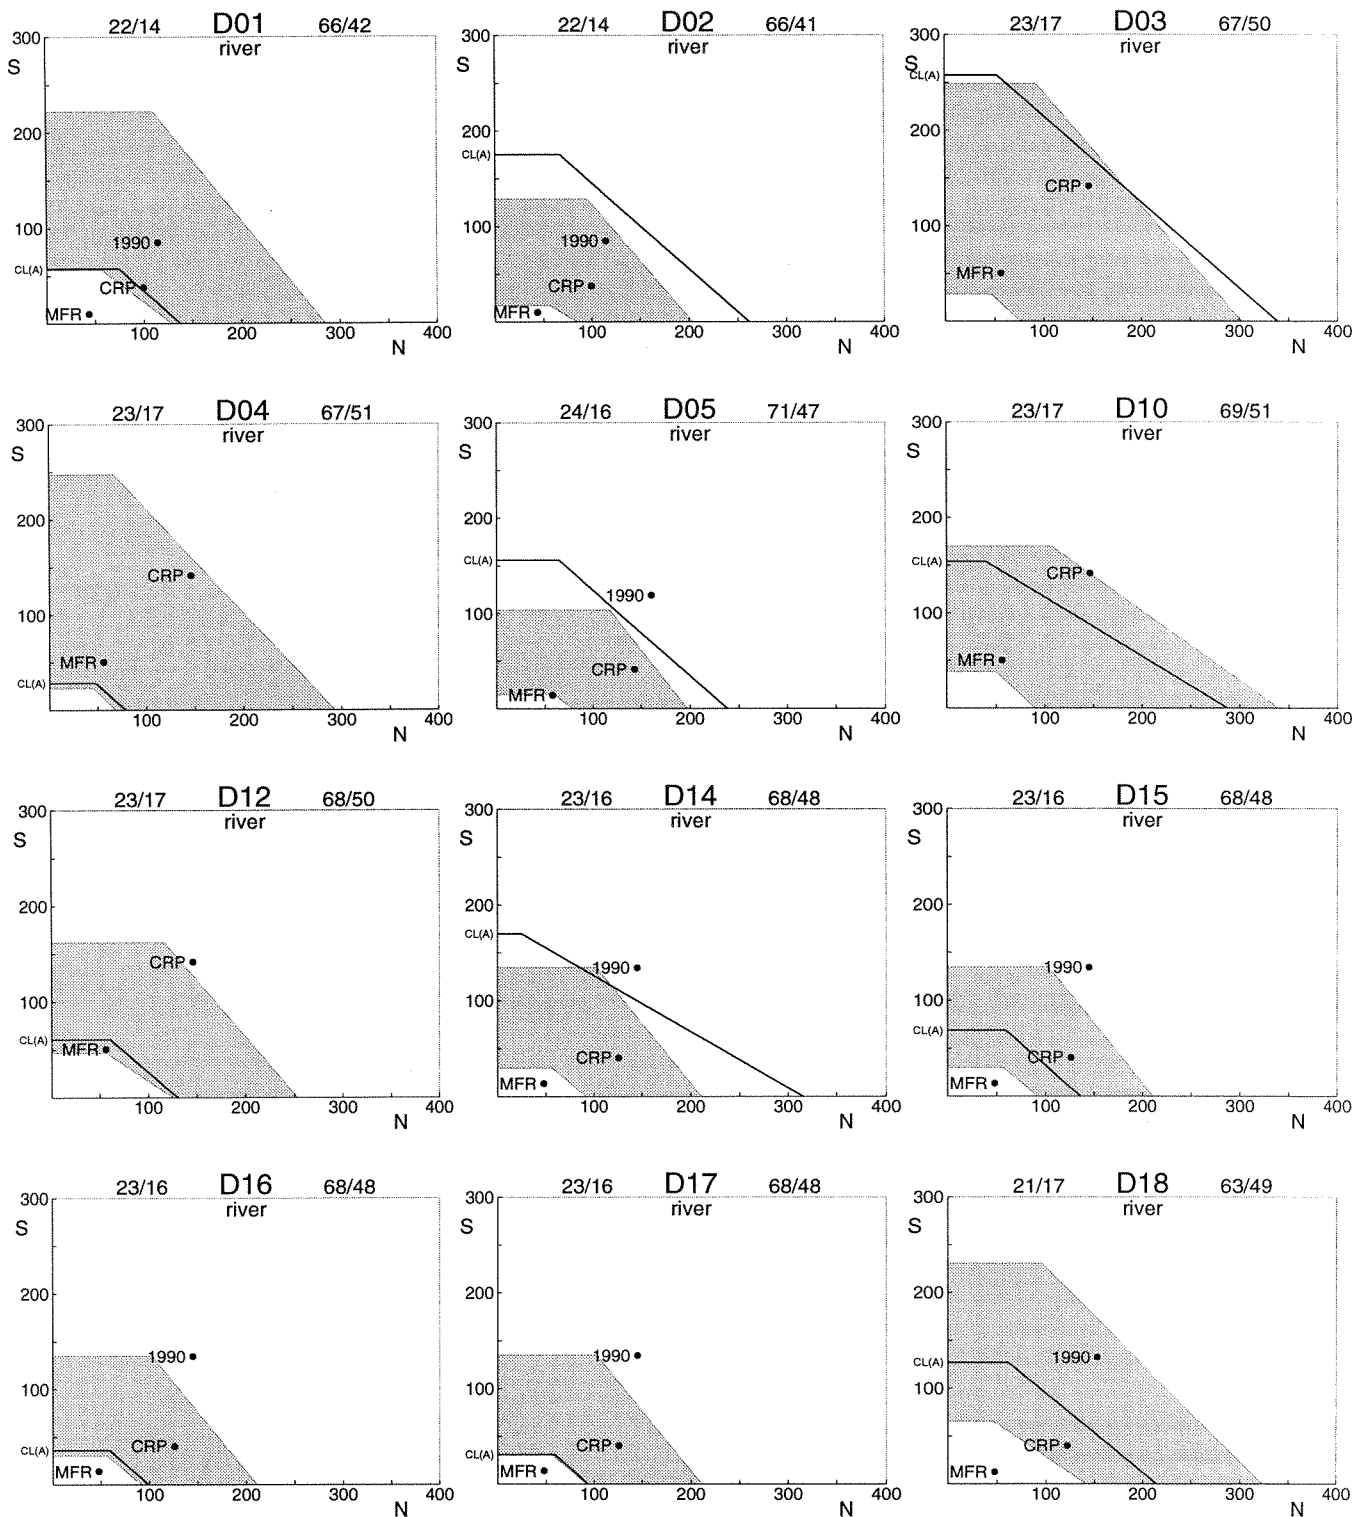 22/14 D01 66/42
river
300
S
200
100
CL(A)
1990
CRP
MFR
100 200 300 400
N
22/14 D02 66/41
river
300
S
200
CL(A)
100
1990
CRP
MFR
100 200 300 400
N
23/17 D03 67/50
river
300
S
CL(A)
200
CRP
100
MFR
100 200 300 400
N
23/17 D04 67/51
river
300
S
200
CRP
100
MFR
CL(A)
100 200 300 400
N
24/16 D05 71/47
river
300
S
200
CL(A)
1990
100
CRP
MFR
100 200 300 400
N
23/17 D10 69/51
river
300
S
200
CL(A)
CRP
100
MFR
100 200 300 400
N
23/17 D12 68/50
river
300
S
200
CRP
100
CL(A)
MFR
100 200 300 400
N
23/16 D14 68/48
river
300
S
200
CL(A)
1990
100
CRP
MFR
100 200 300 400
N
23/16 D15 68/48
river
300
S
200
1990
100
CL(A)
CRP
MFR
100 200 300 400
N
23/16 D16 68/48
river
300
S
200
1990
100
CL(A)
CRP
MFR
100 200 300 400
N
23/16 D17 68/48
river
300
S
200
1990
100
CRP
CL(A)
MFR
100 200 300 400
N
21/17 D18 63/49
river
300
S
200
CL(A)
1990
100
CRP
MFR
100 200 300 400
N